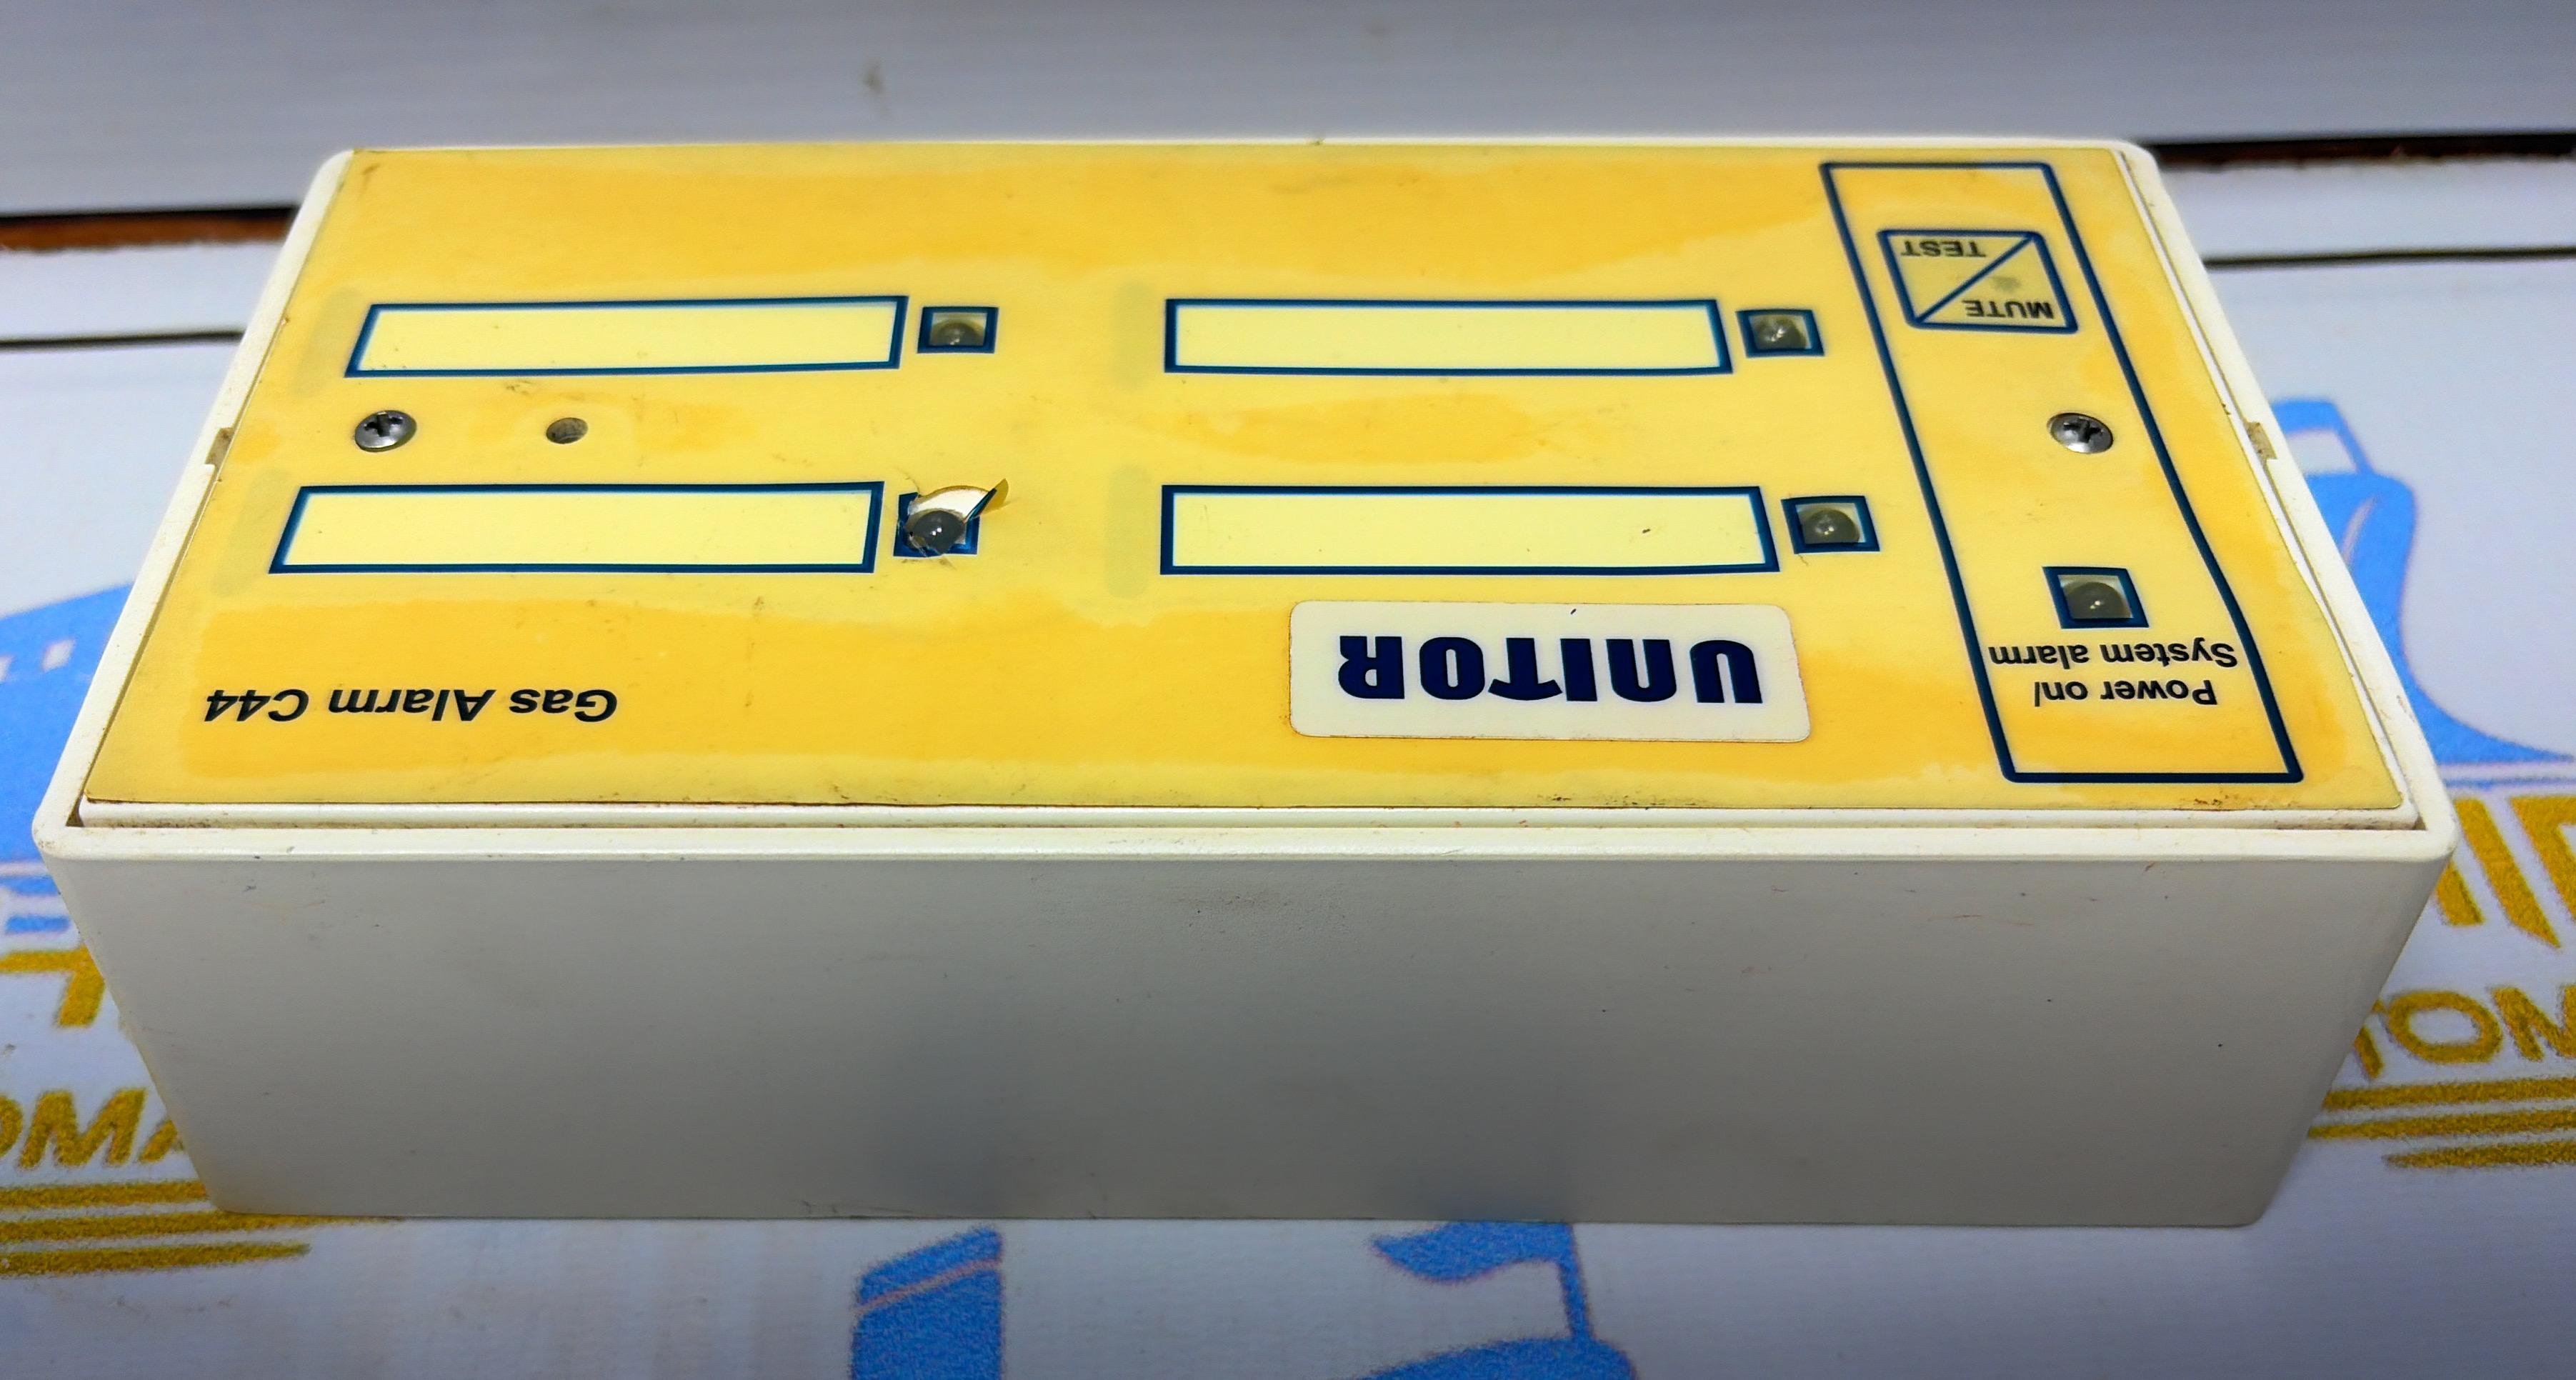 UNITOR
Gas Alarm C44
Power on/
System alarm
MUTE
TEST